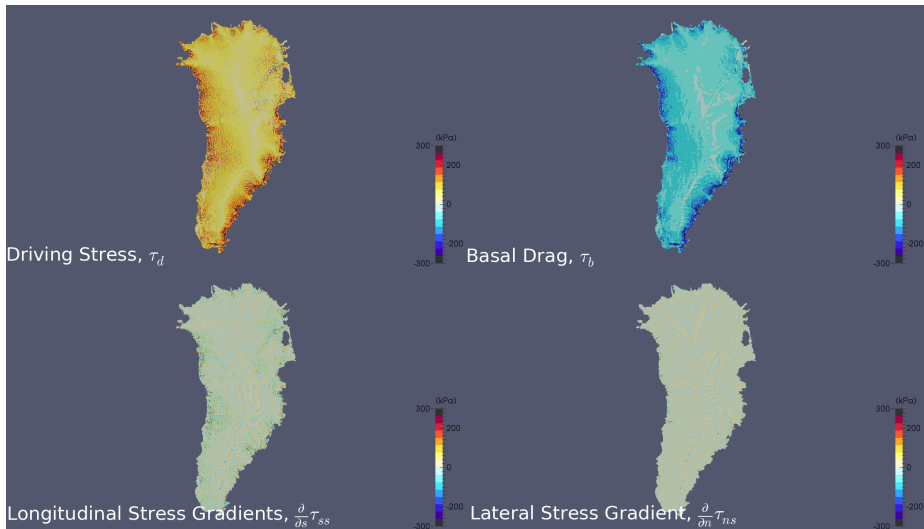 (kPa)
300
200
0
-200
-300
Driving Stress, τ_d
(kPa)
300
200
0
-200
-300
Basal Drag, τ_b
(kPa)
300
200
0
-200
-300
Longitudinal Stress Gradients, ∂/∂s τ_ss
(kPa)
300
200
0
-200
-300
Lateral Stress Gradient, ∂/∂n τ_ns